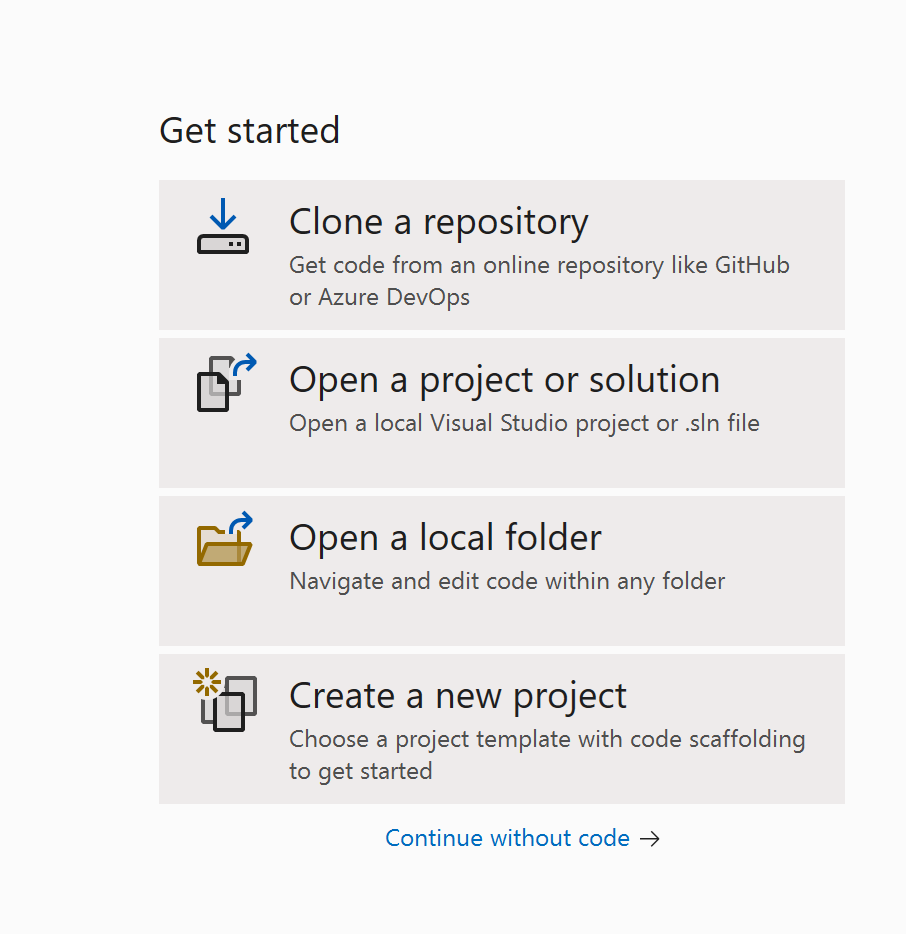 Get started
Clone a repository
Get code from an online repository like GitHub
or Azure DevOps
Open a project or solution
Open a local Visual Studio project or .sln file
Open a local folder
Navigate and edit code within any folder
Create a new project
Choose a project template with code scaffolding
to get started
Continue without code →